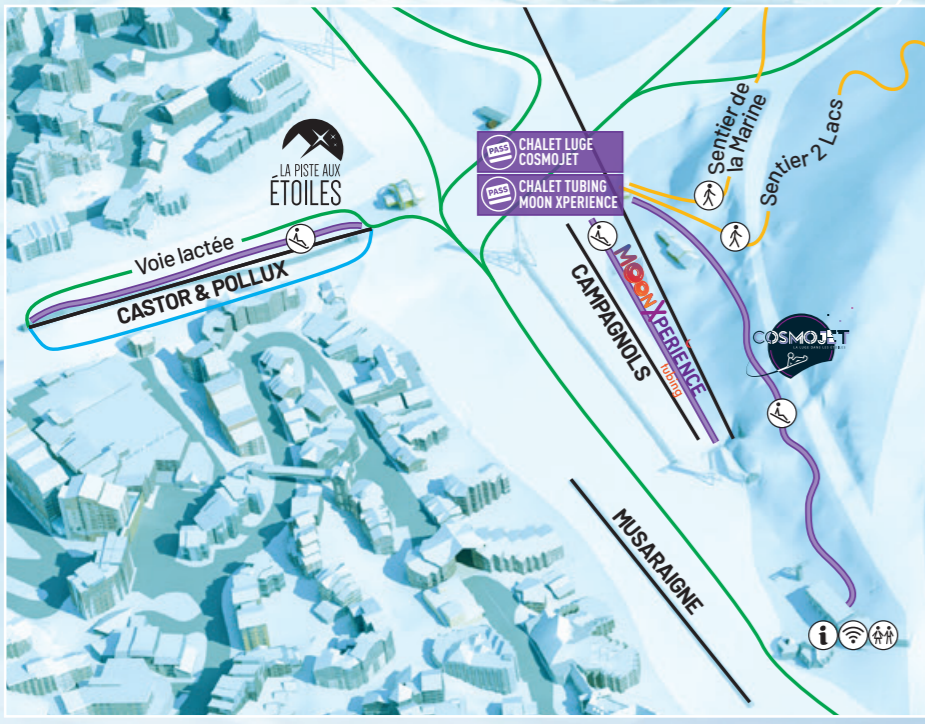 LA PISTE AUX
ÉTOILES
Voie lactée
CASTOR & POLLUX
PASS
CHALET LUGE
COSMOJET
PASS
CHALET TUBING
MOON XPERIENCE
Sentier de
la Marine
Sentier 2 Lacs
MOONXPERIENCE
tubing
CAMPAGNOLS
COSMOJET
MUSARAIGNE
i